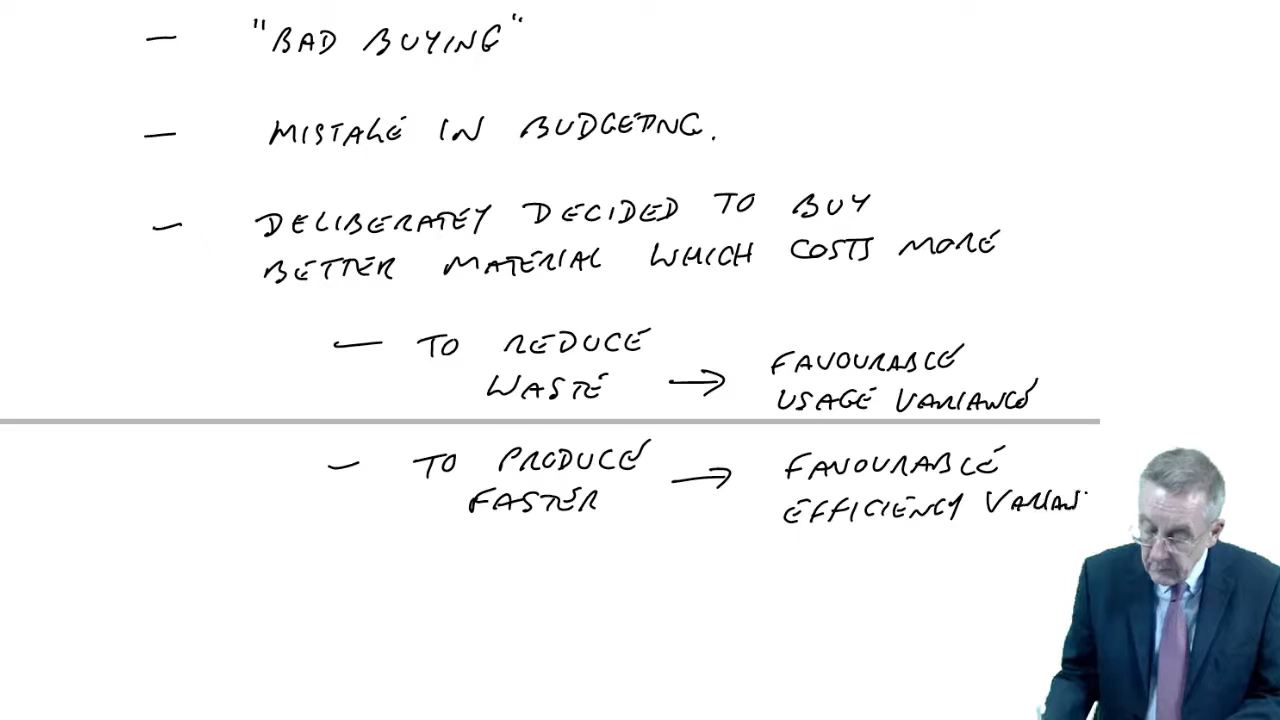 — "BAD BUYING"
— MISTAKE IN BUDGETING.
— DELIBERATEY DECIDED TO BUY
BETTER MATERIAL WHICH COSTS MORE
— TO REDUCE
WASTE → FAVOURABLE
USAGE VARIANCE
— TO PRODUCE
FASTER → FAVOURABLE
EFFICIENCY VARIAN